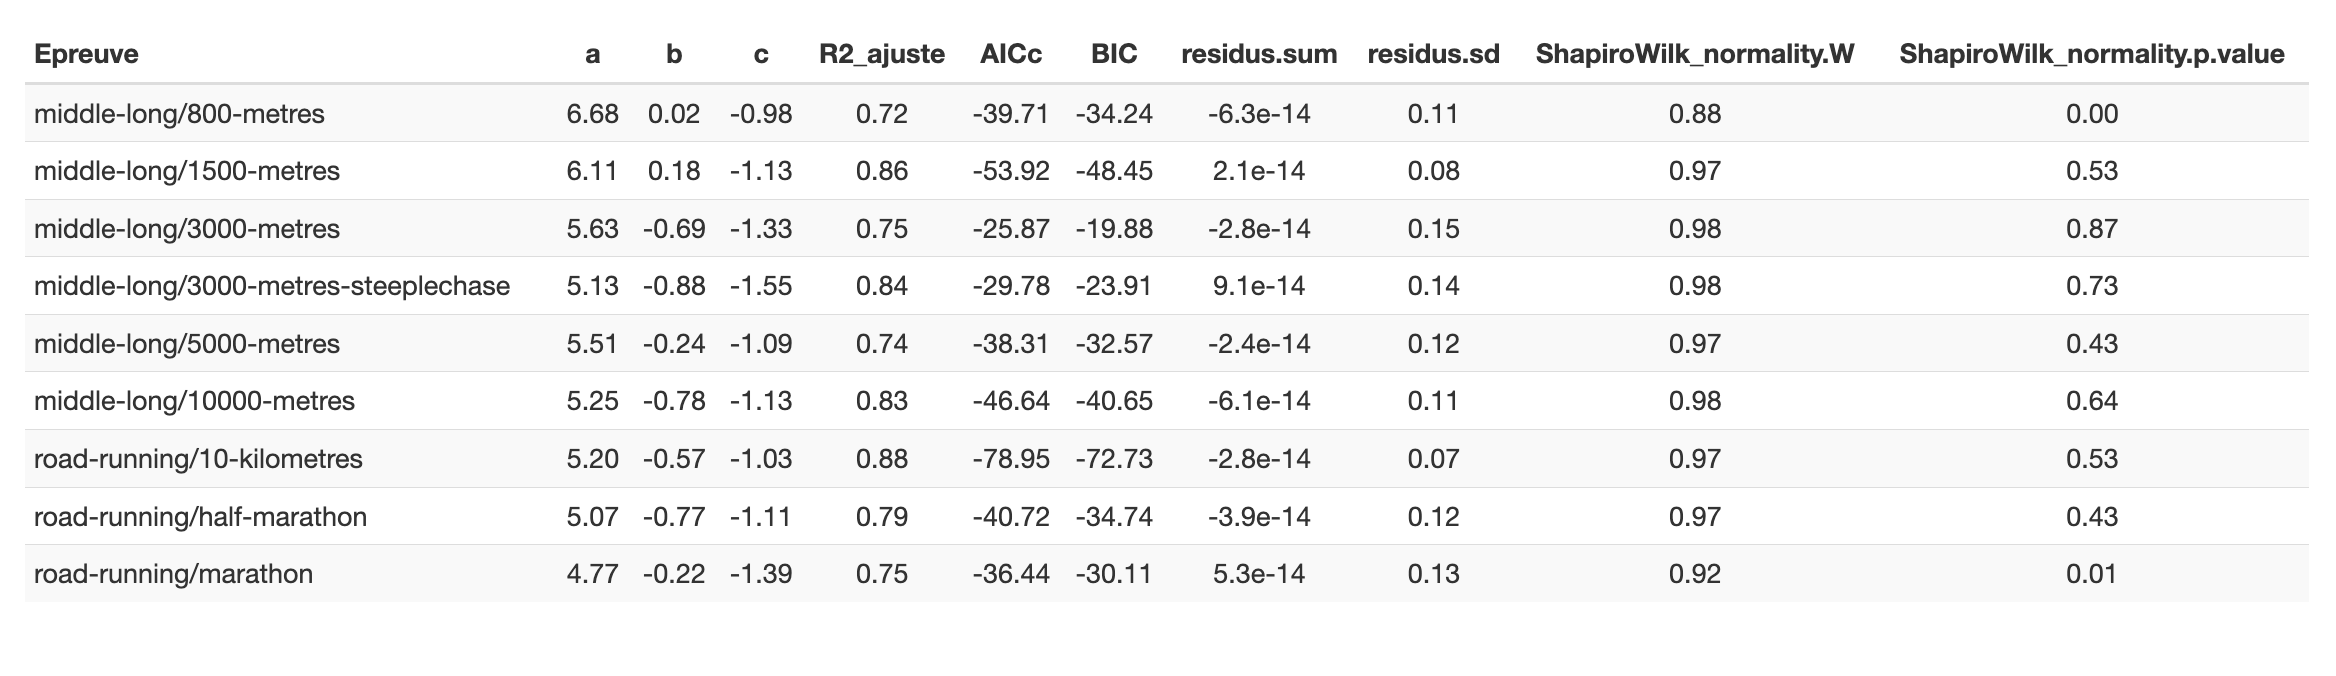 Epreuve a b c R2_ajuste AICc BIC residus.sum residus.sd ShapiroWilk_normality.W ShapiroWilk_normality.p.value
middle-long/800-metres 6.68 0.02 -0.98 0.72 -39.71 -34.24 -6.3e-14 0.11 0.88 0.00
middle-long/1500-metres 6.11 0.18 -1.13 0.86 -53.92 -48.45 2.1e-14 0.08 0.97 0.53
middle-long/3000-metres 5.63 -0.69 -1.33 0.75 -25.87 -19.88 -2.8e-14 0.15 0.98 0.87
middle-long/3000-metres-steeplechase 5.13 -0.88 -1.55 0.84 -29.78 -23.91 9.1e-14 0.14 0.98 0.73
middle-long/5000-metres 5.51 -0.24 -1.09 0.74 -38.31 -32.57 -2.4e-14 0.12 0.97 0.43
middle-long/10000-metres 5.25 -0.78 -1.13 0.83 -46.64 -40.65 -6.1e-14 0.11 0.98 0.64
road-running/10-kilometres 5.20 -0.57 -1.03 0.88 -78.95 -72.73 -2.8e-14 0.07 0.97 0.53
road-running/half-marathon 5.07 -0.77 -1.11 0.79 -40.72 -34.74 -3.9e-14 0.12 0.97 0.43
road-running/marathon 4.77 -0.22 -1.39 0.75 -36.44 -30.11 5.3e-14 0.13 0.92 0.01